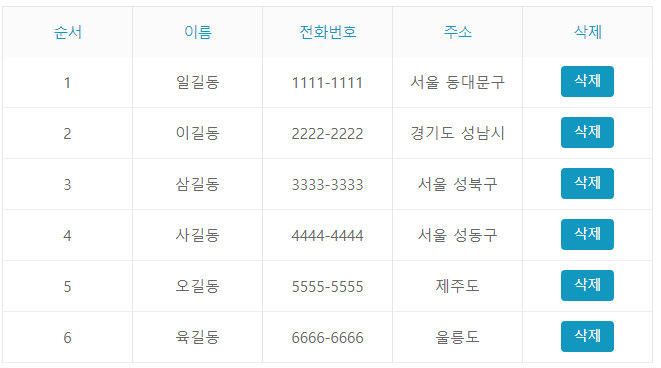 순서 이름 전화번호 주소 삭제
1 일길동 1111-1111 서울 동대문구 삭제
2 이길동 2222-2222 경기도 성남시 삭제
3 삼길동 3333-3333 서울 성북구 삭제
4 사길동 4444-4444 서울 성동구 삭제
5 오길동 5555-5555 제주도 삭제
6 육길동 6666-6666 울릉도 삭제